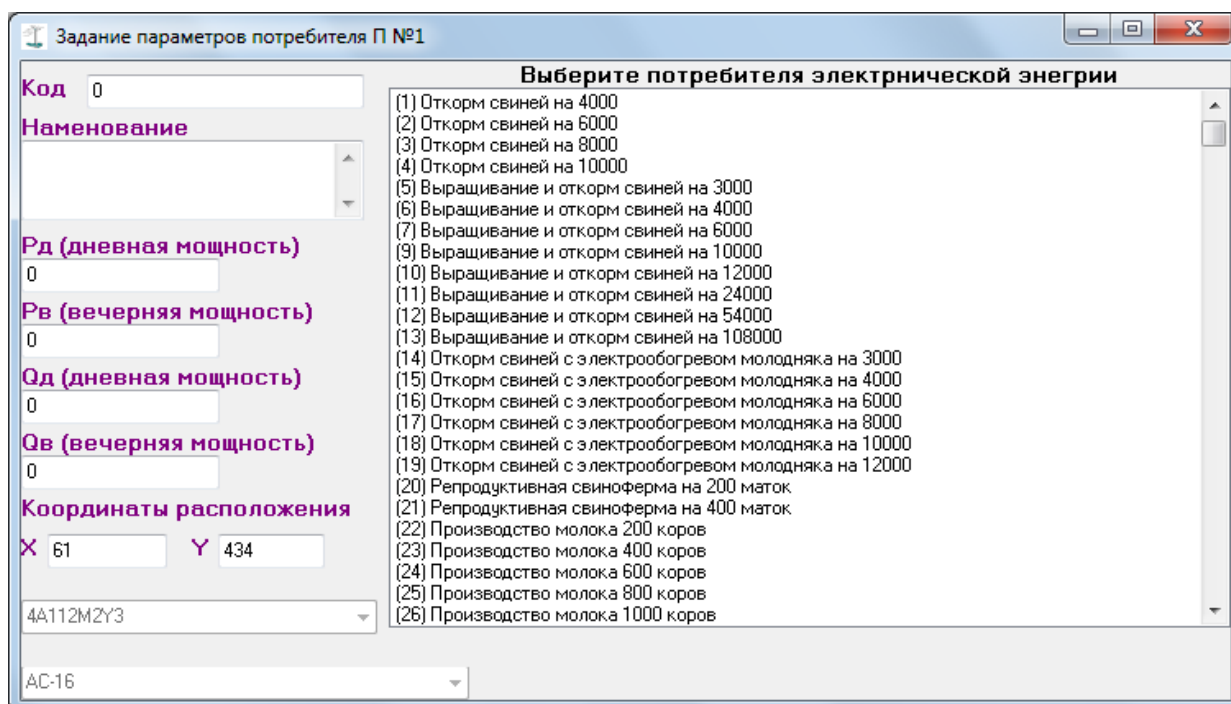 Задание параметров потребителя П №1
Код 0
Наменование
Рд (дневная мощность)
0
Рв (вечерняя мощность)
0
Qд (дневная мощность)
0
Qв (вечерняя мощность)
0
Координаты расположения
X 61 Y 434
4А112М2У3
АС-16
Выберите потребителя электрнической энегрии
(1) Откорм свиней на 4000
(2) Откорм свиней на 6000
(3) Откорм свиней на 8000
(4) Откорм свиней на 10000
(5) Выращивание и откорм свиней на 3000
(6) Выращивание и откорм свиней на 4000
(7) Выращивание и откорм свиней на 6000
(9) Выращивание и откорм свиней на 10000
(10) Выращивание и откорм свиней на 12000
(11) Выращивание и откорм свиней на 24000
(12) Выращивание и откорм свиней на 54000
(13) Выращивание и откорм свиней на 108000
(14) Откорм свиней с электрообогревом молодняка на 3000
(15) Откорм свиней с электрообогревом молодняка на 4000
(16) Откорм свиней с электрообогревом молодняка на 6000
(17) Откорм свиней с электрообогревом молодняка на 8000
(18) Откорм свиней с электрообогревом молодняка на 10000
(19) Откорм свиней с электрообогревом молодняка на 12000
(20) Репродуктивная свиноферма на 200 маток
(21) Репродуктивная свиноферма на 400 маток
(22) Производство молока 200 коров
(23) Производство молока 400 коров
(24) Производство молока 600 коров
(25) Производство молока 800 коров
(26) Производство молока 1000 коров